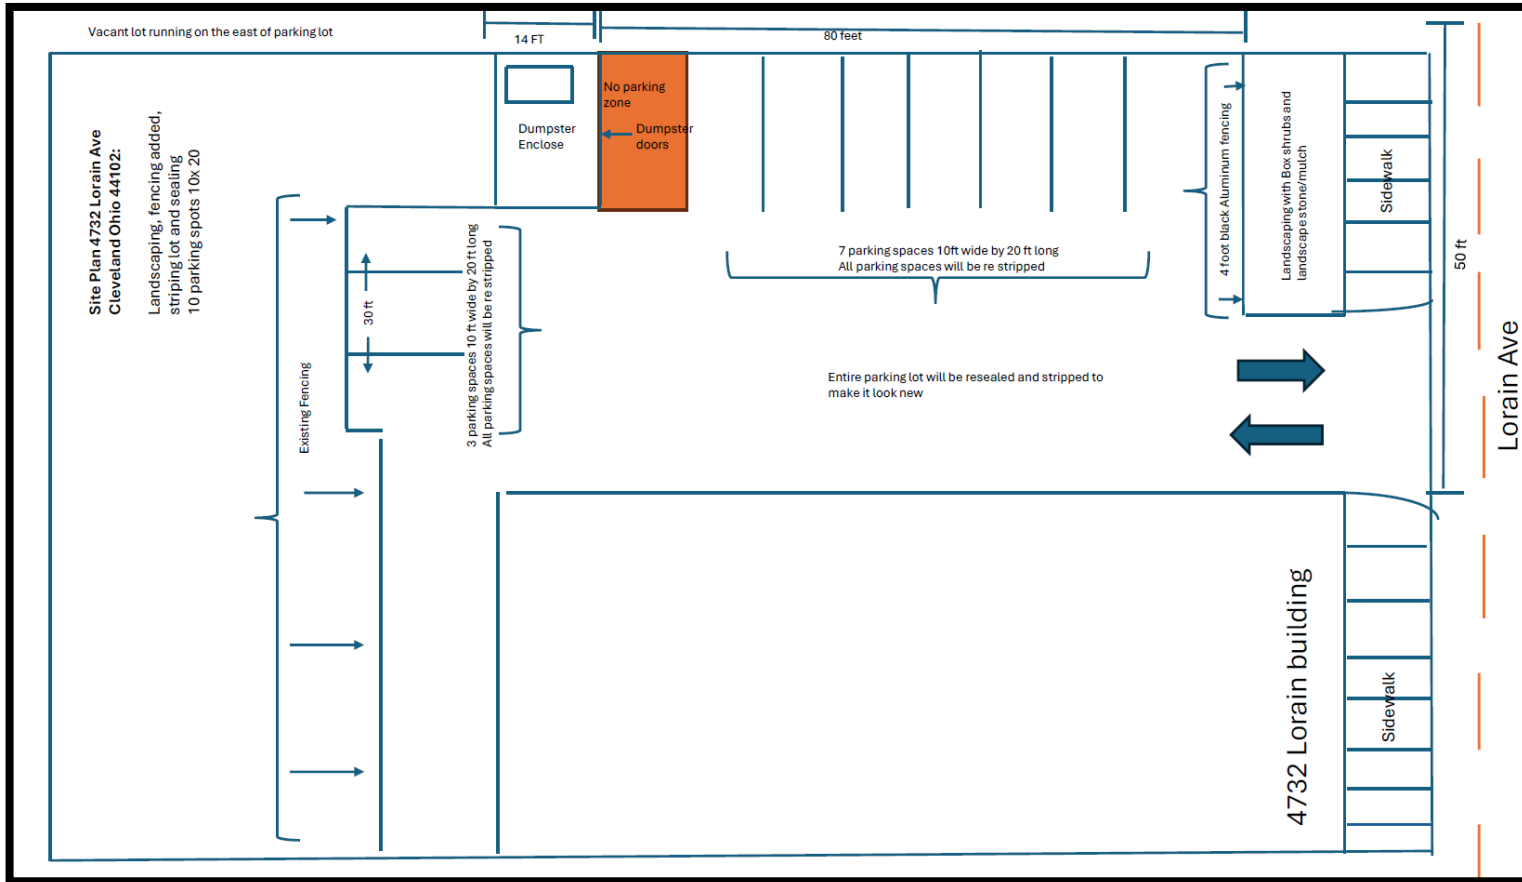 Vacant lot running on the east of parking lot
14 FT
80 feet
Site Plan 4732 Lorain Ave
Cleveland Ohio 44102:
Landscaping, fencing added,
striping lot and sealing
10 parking spots 10x 20
No parking
zone
Dumpster
Enclose
Dumpster
doors
4 foot black Aluminum fencing
Landscaping with Box shrubs and
landscape stone/mulch
Sidewalk
50 ft
7 parking spaces 10ft wide by 20 ft long
All parking spaces will be re stripped
30 ft
3 parking spaces 10 ft wide by 20 ft long
All parking spaces will be re stripped
Existing Fencing
Entire parking lot will be resealed and stripped to
make it look new
Lorain Ave
4732 Lorain building
Sidewalk